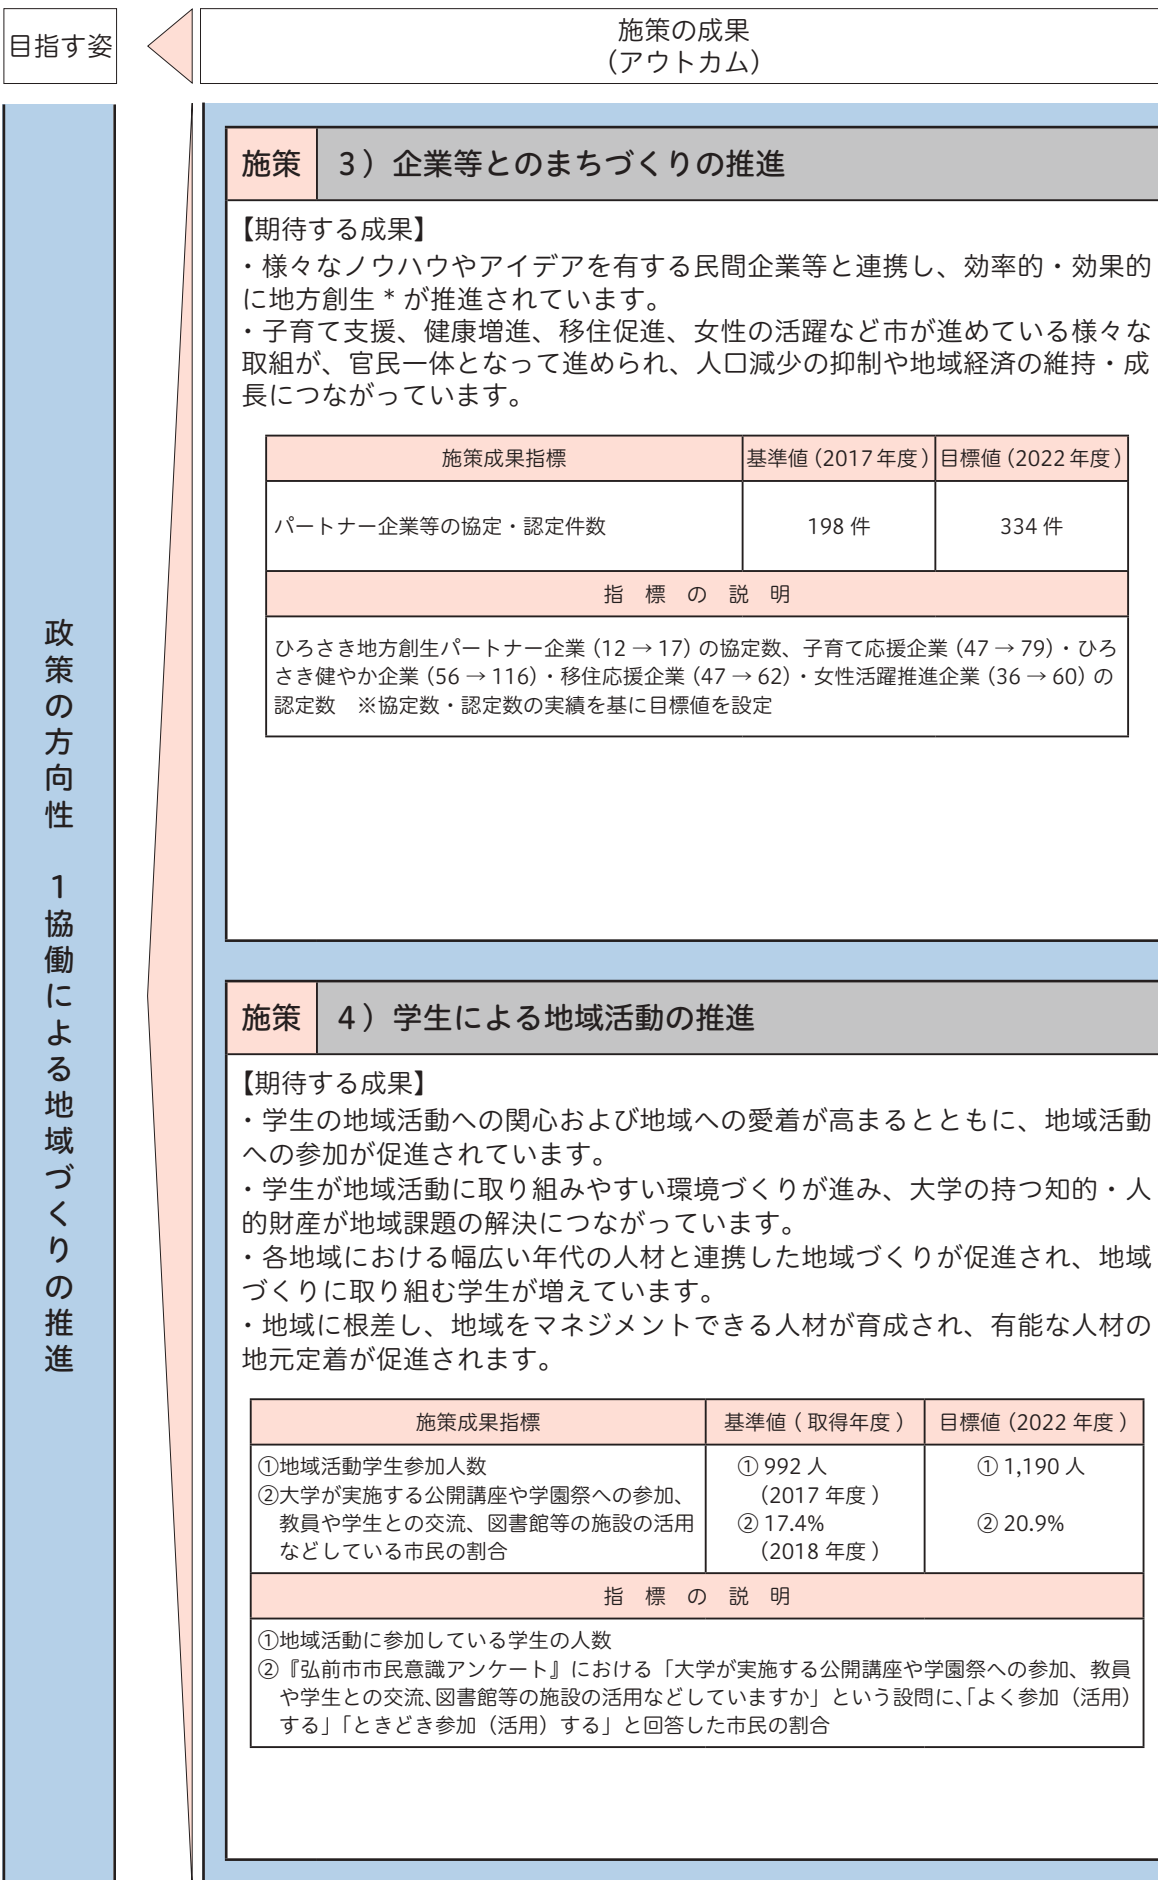 目指す姿
施策の成果
（アウトカム）
政策の方向性　1協働による地域づくりの推進
施策
3）企業等とのまちづくりの推進
【期待する成果】
・様々なノウハウやアイデアを有する民間企業等と連携し、効率的・効果的
に地方創生＊が推進されています。
・子育て支援、健康増進、移住促進、女性の活躍など市が進めている様々な
取組が、官民一体となって進められ、人口減少の抑制や地域経済の維持・成
長につながっています。
施策成果指標 基準値（2017年度） 目標値（2022年度）
パートナー企業等の協定・認定件数 198件 334件
指　標　の　説　明
ひろさき地方創生パートナー企業（12→17）の協定数、子育て応援企業（47→79）・ひろ
さき健やか企業（56→116）・移住応援企業（47→62）・女性活躍推進企業（36→60）の
認定数　※協定数・認定数の実績を基に目標値を設定
施策
4）学生による地域活動の推進
【期待する成果】
・学生の地域活動への関心および地域への愛着が高まるとともに、地域活動
への参加が促進されています。
・学生が地域活動に取り組みやすい環境づくりが進み、大学の持つ知的・人
的財産が地域課題の解決につながっています。
・各地域における幅広い年代の人材と連携した地域づくりが促進され、地域
づくりに取り組む学生が増えています。
・地域に根差し、地域をマネジメントできる人材が育成され、有能な人材の
地元定着が促進されます。
施策成果指標 基準値（取得年度） 目標値（2022年度）
①地域活動学生参加人数 ①992人 ①1,190人
②大学が実施する公開講座や学園祭への参加、 （2017年度）
教員や学生との交流、図書館等の施設の活用 ②17.4% ②20.9%
などしている市民の割合 （2018年度）
指　標　の　説　明
①地域活動に参加している学生の人数
②『弘前市市民意識アンケート』における「大学が実施する公開講座や学園祭への参加、教員
や学生との交流、図書館等の施設の活用などしていますか」という設問に、「よく参加（活用）
する」「ときどき参加（活用）する」と回答した市民の割合